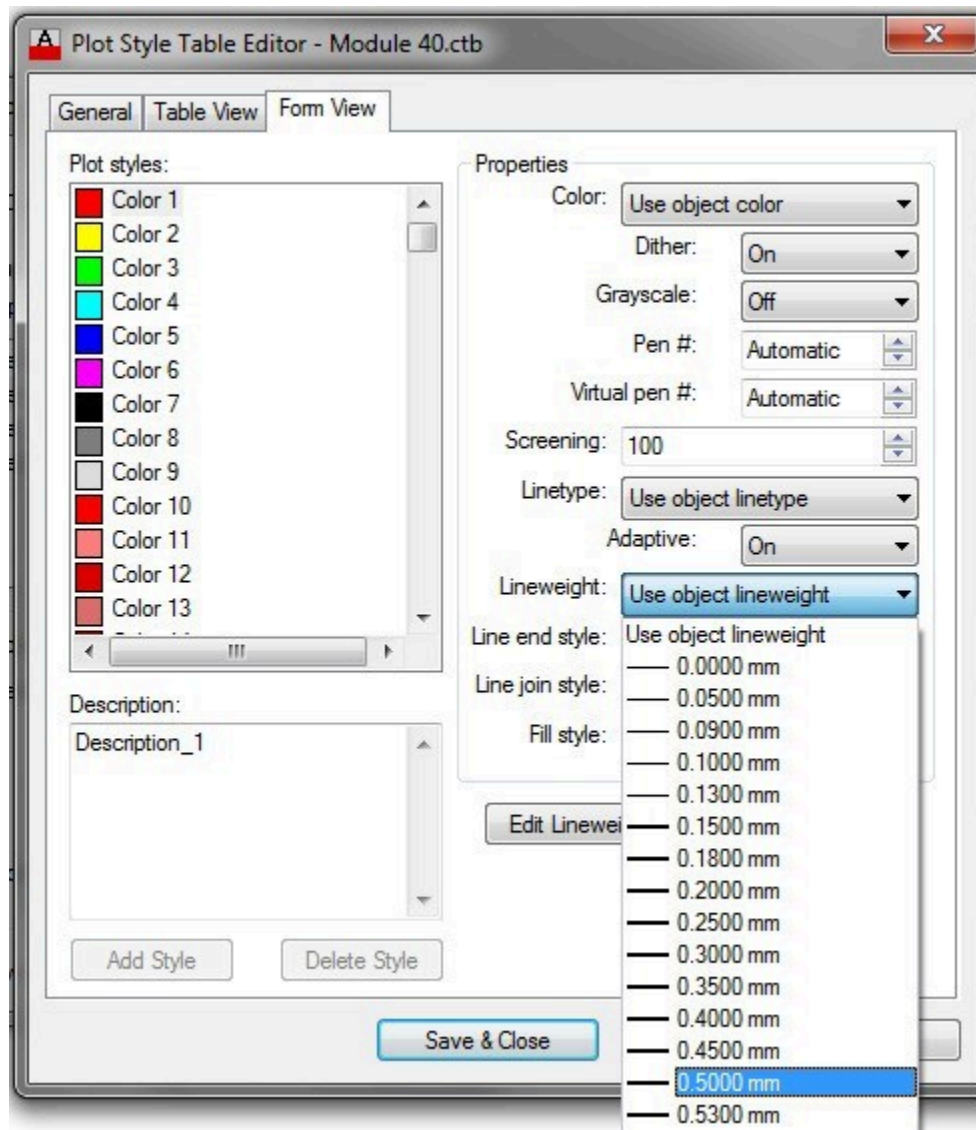 Plot Style Table Editor - Module 40.ctb
General Table View Form View
Plot styles:
Color 1
Color 2
Color 3
Color 4
Color 5
Color 6
Color 7
Color 8
Color 9
Color 10
Color 11
Color 12
Color 13
Description:
Description_1
Add Style Delete Style
Properties
Color: Use object color
Dither: On
Grayscale: Off
Pen #: Automatic
Virtual pen #: Automatic
Screening: 100
Linetype: Use object linetype
Adaptive: On
Lineweight: Use object lineweight
Line end style:
Line join style:
Fill style:
Use object lineweight
0.0000 mm
0.0500 mm
0.0900 mm
0.1000 mm
0.1300 mm
0.1500 mm
0.1800 mm
0.2000 mm
0.2500 mm
0.3000 mm
0.3500 mm
0.4000 mm
0.4500 mm
0.5000 mm
0.5300 mm
Edit
Save & Close